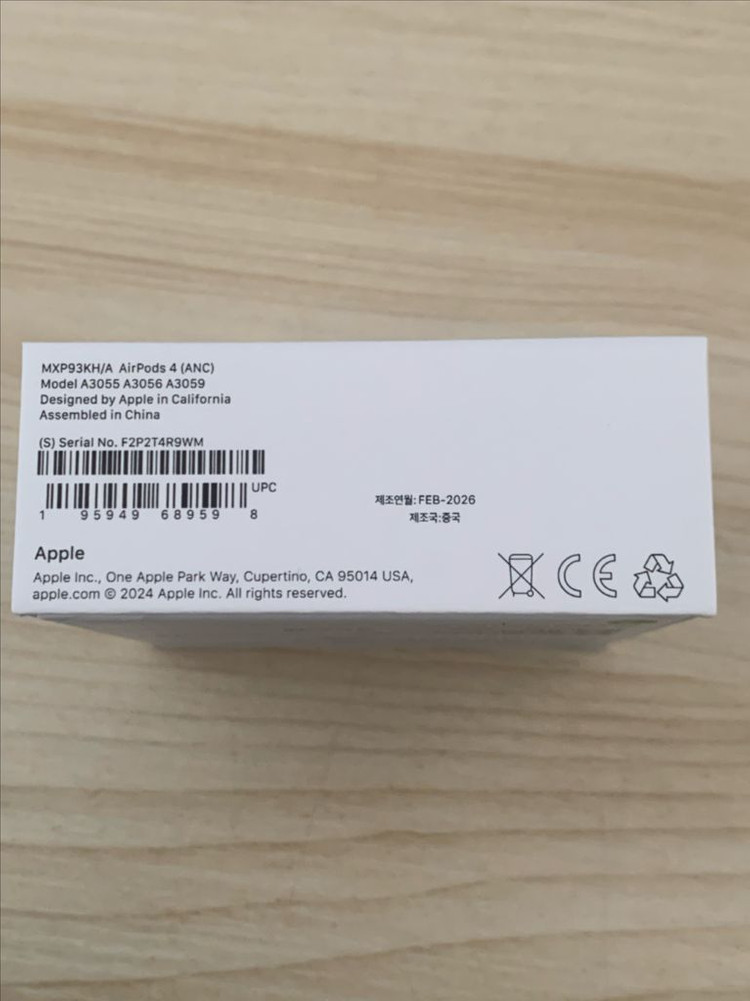 MXP93KH/A AirPods 4 (ANC)
Model A3055 A3056 A3059
Designed by Apple in California
Assembled in China
(S) Serial No. F2P2T4R9WM
UPC
1 95949 68959 8
제조연월: FEB-2026
제조국:중국
Apple
Apple Inc., One Apple Park Way, Cupertino, CA 95014 USA,
apple.com © 2024 Apple Inc. All rights reserved.
CE